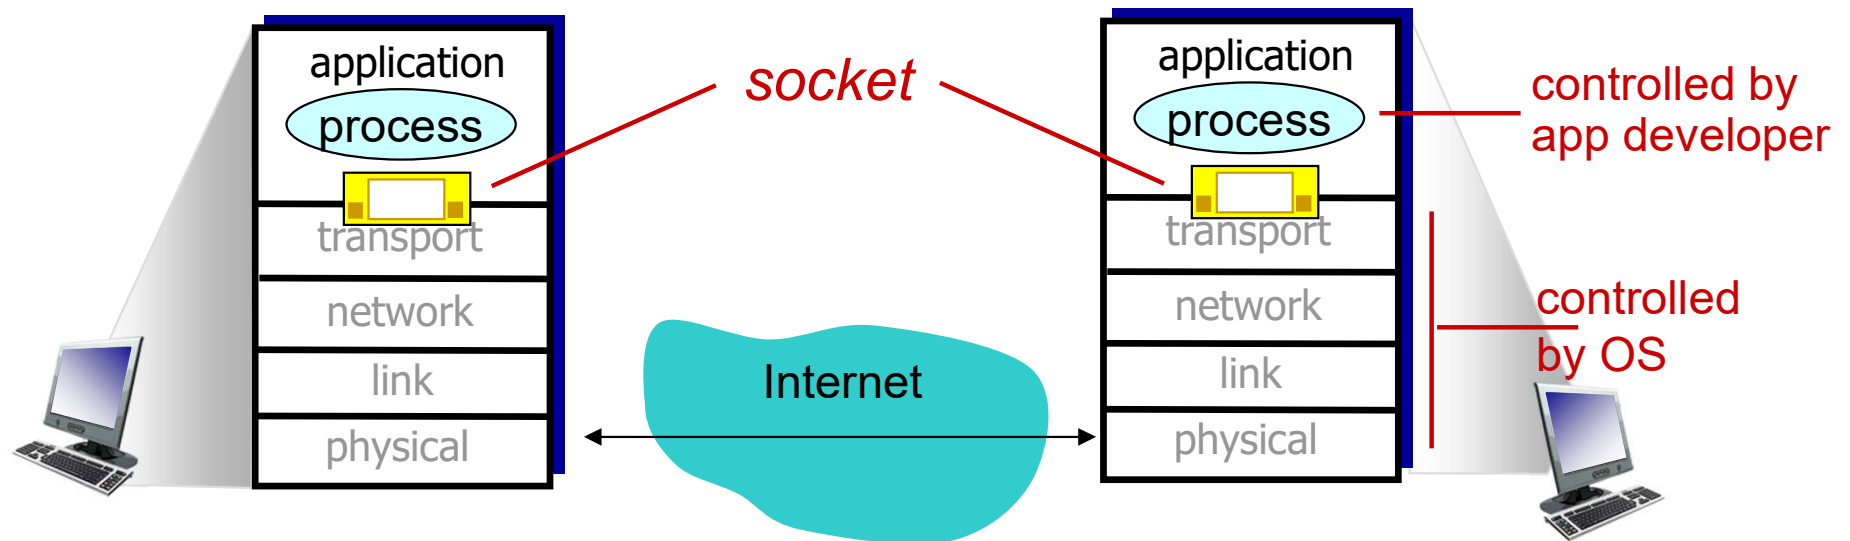 application
process
transport
network
link
physical
socket
Internet
application
process
transport
network
link
physical
controlled by
app developer
controlled
by OS